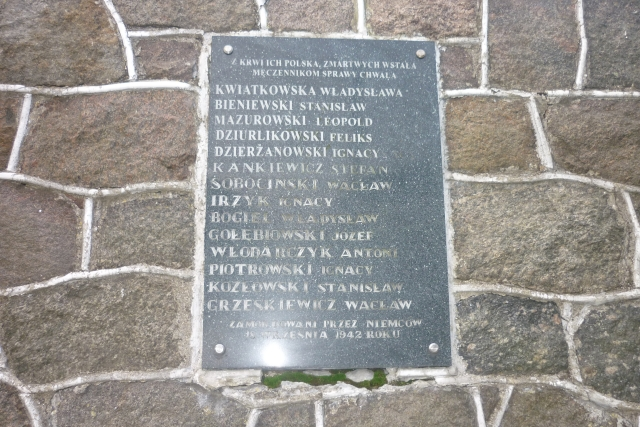 Z KRWI ICH POLSKA, ZMARTWYCH WSTAŁA
MĘCZENNIKOM SPRAWY CHWAŁA
KWIATKOWSKA WŁADYSŁAWA
BIENIEWSKI STANISŁAW
MAZUROWSKI LEOPOLD
DZIURLIKOWSKI FELIKS
DZIERŻANOWSKI IGNACY
KANKIEWICZ STEFAN
SOBOCIŃSKI WACŁAW
IRZYK IGNACY
BOGIEL WŁADYSŁAW
GOŁĘBIOWSKI JÓZEF
WŁODARCZYK ANTONI
PIOTROWSKI IGNACY
KOZŁOWSKI STANISŁAW
GRZEŚKIEWICZ WACŁAW
ZAMORDOWANI PRZEZ NIEMCÓW
WRZEŚNIA 1942 ROKU